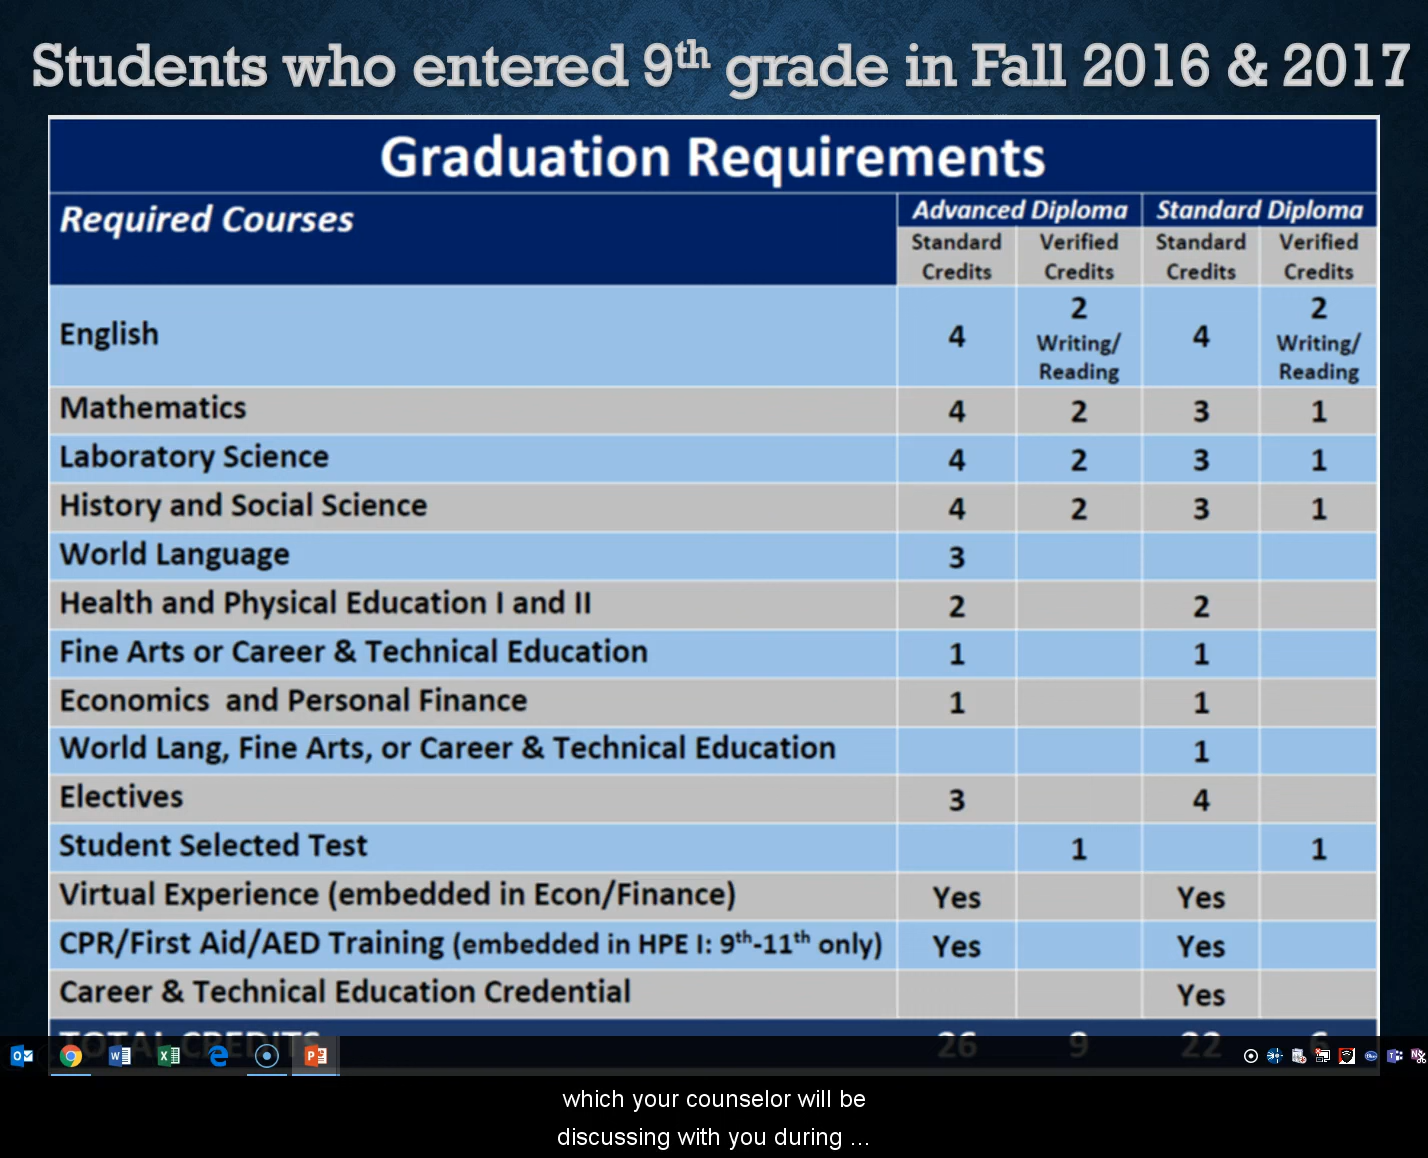 Students who entered 9th grade in Fall 2016 & 2017
Graduation Requirements
Required Courses
Advanced Diploma Standard Diploma
Standard Credits Verified Credits Standard Credits Verified Credits
English 4 2 Writing/ Reading 4 2 Writing/ Reading
Mathematics 4 2 3 1
Laboratory Science 4 2 3 1
History and Social Science 4 2 3 1
World Language 3
Health and Physical Education I and II 2 2
Fine Arts or Career & Technical Education 1 1
Economics and Personal Finance 1 1
World Lang, Fine Arts, or Career & Technical Education 1
Electives 3 4
Student Selected Test 1 1
Virtual Experience (embedded in Econ/Finance) Yes Yes
CPR/First Aid/AED Training (embedded in HPE I: 9th-11th only) Yes Yes
Career & Technical Education Credential Yes
TOTAL CREDITS 26 9 22 6
which your counselor will be
discussing with you during ...